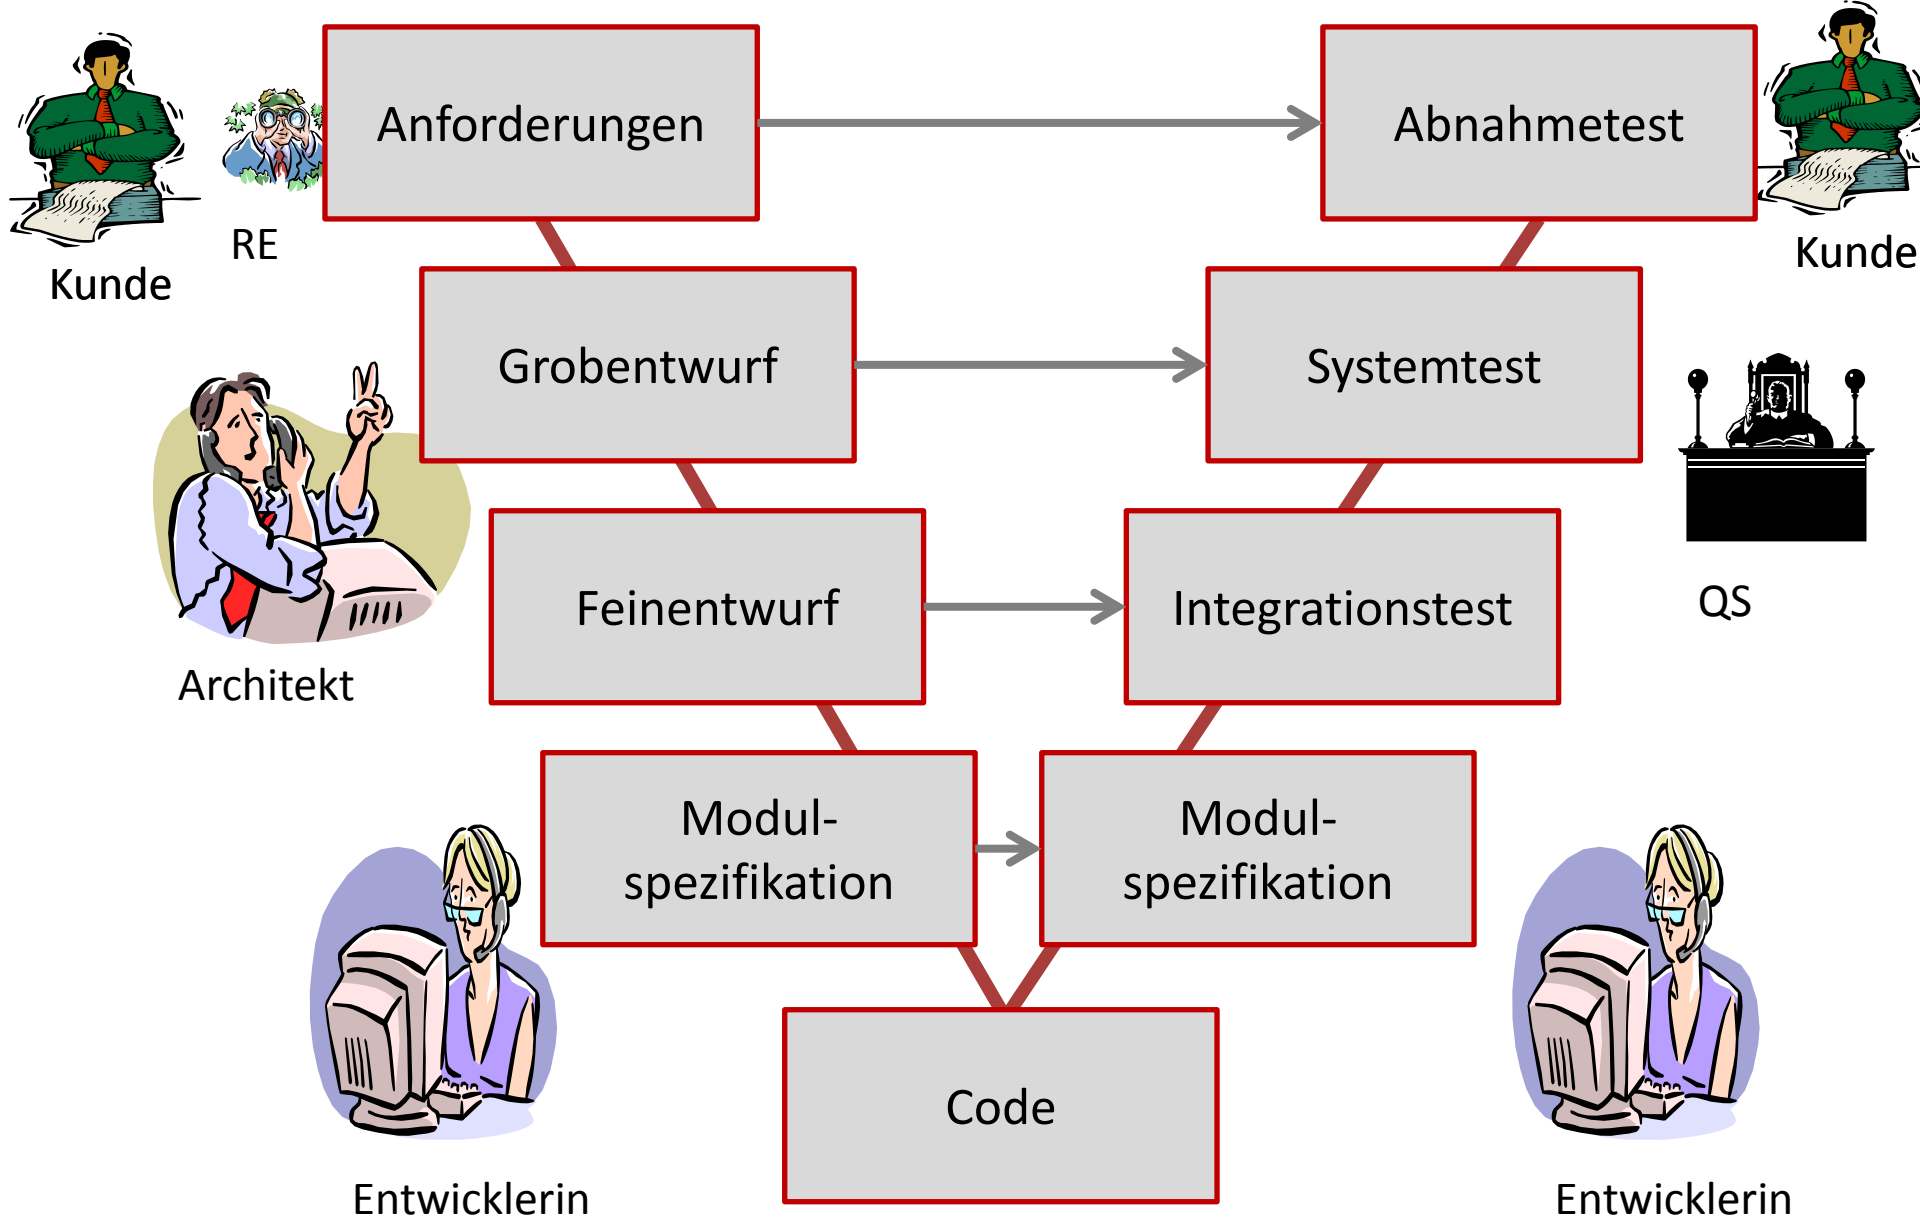 Anforderungen
Abnahmetest
RE
Kunde
Kunde
Grobentwurf
Systemtest
Feinentwurf
Integrationstest
QS
Architekt
Modul-
spezifikation
Modul-
spezifikation
Code
Entwicklerin
Entwicklerin